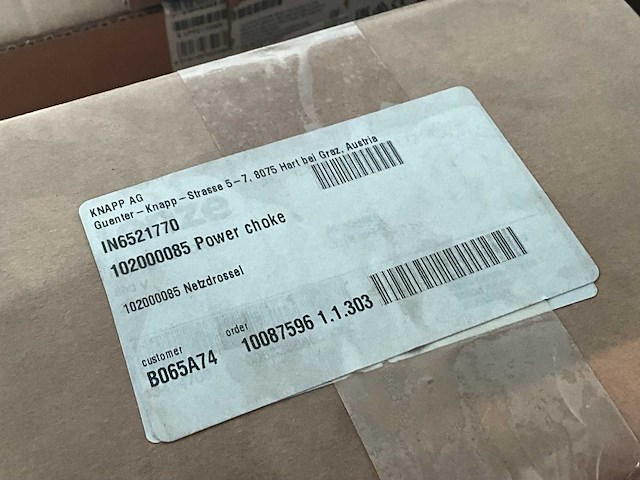 KNAPP AG
Guenter-Knapp-Strasse 5-7, 8075 Hart bei Graz, Austria
IN6521770
102000085 Power choke
102000085 Netzdrossel
customer order
B065A74 10087596 1.1.303